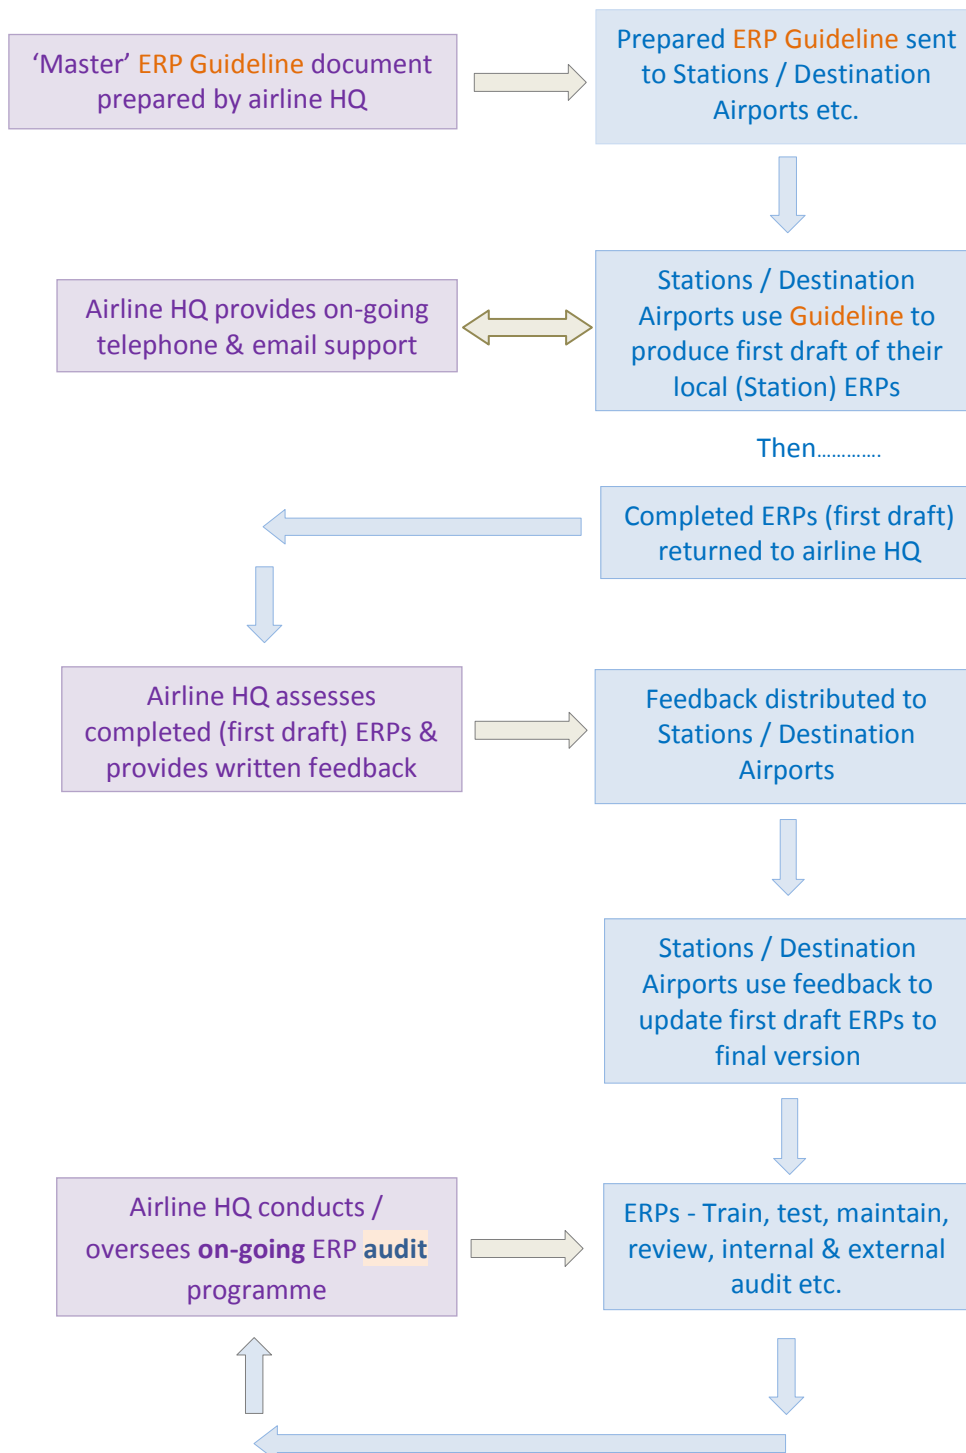 ‘Master’ ERP Guideline document
prepared by airline HQ
Prepared ERP Guideline sent
to Stations / Destination
Airports etc.
Airline HQ provides on-going
telephone & email support
Stations / Destination
Airports use Guideline to
produce first draft of their
local (Station) ERPs
Then.............
Completed ERPs (first draft)
returned to airline HQ
Airline HQ assesses
completed (first draft) ERPs &
provides written feedback
Feedback distributed to
Stations / Destination
Airports
Stations / Destination
Airports use feedback to
update first draft ERPs to
final version
Airline HQ conducts /
oversees on-going ERP audit
programme
ERPs - Train, test, maintain,
review, internal & external
audit etc.